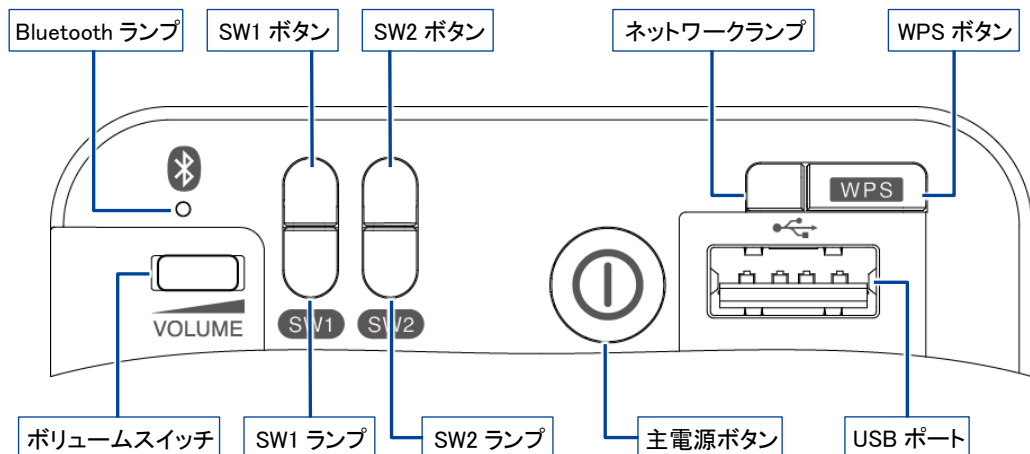 Bluetooth ランプ
SW1 ボタン
SW2 ボタン
ネットワークランプ
WPS ボタン
WPS
VOLUME
SW1
SW2
ボリュームスイッチ
SW1 ランプ
SW2 ランプ
主電源ボタン
USB ポート